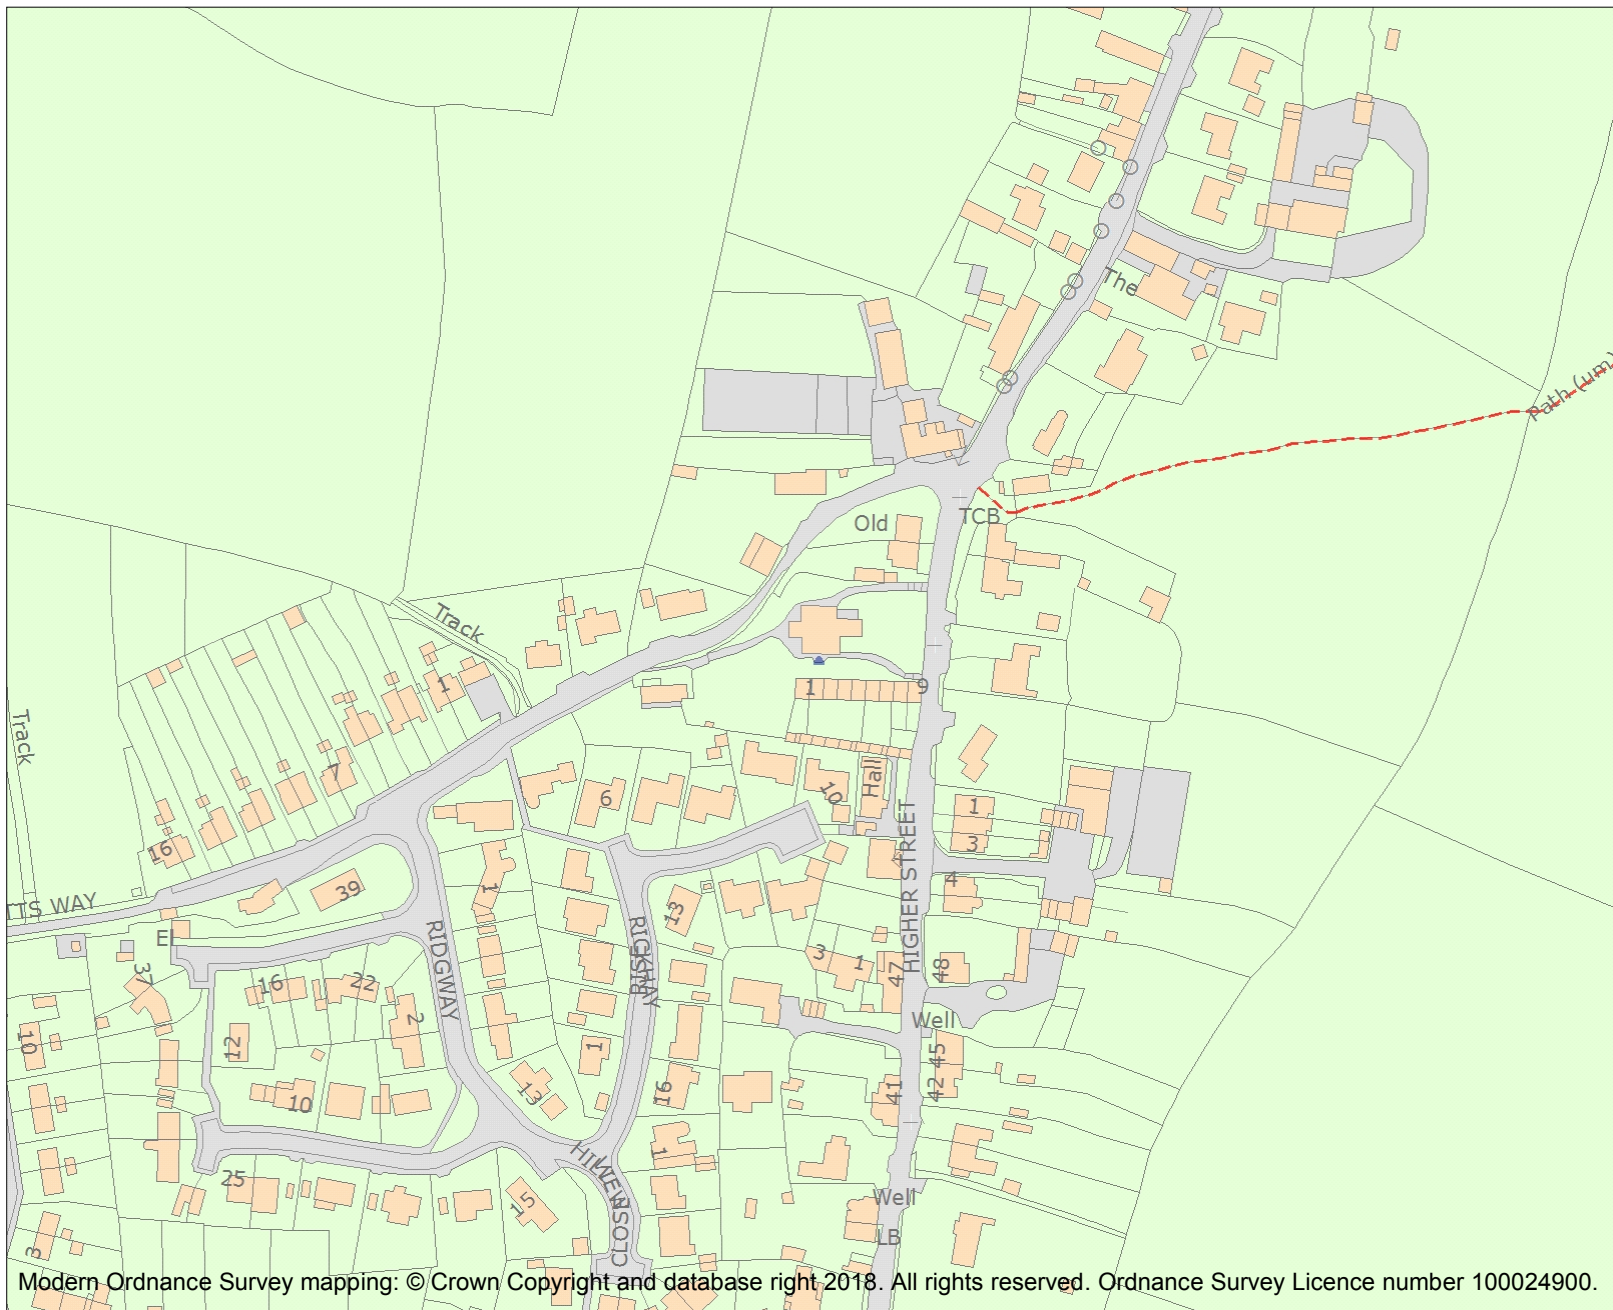 The
Path (um)
Old
TCB
Track
Track
1
9
1
7
6
10
Hall
1
3
16
HIGHER STREET
4
39
1
TTS WAY
RIDGWAY
13
El
3
1
47
48
37
16
22
2
Well
10
12
1
45
42
41
10
13
16
HILLVIEW
CLOSE
1
25
15
Well
LB
3
Modern Ordnance Survey mapping: © Crown Copyright and database right 2018. All rights reserved. Ordnance Survey Licence number 100024900.